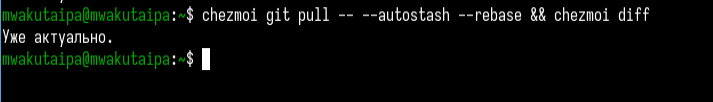 mwakutaipa@mwakutaipa:~$ chezmoi git pull -- --autostash --rebase && chezmoi diff
Уже актуально.
mwakutaipa@mwakutaipa:~$